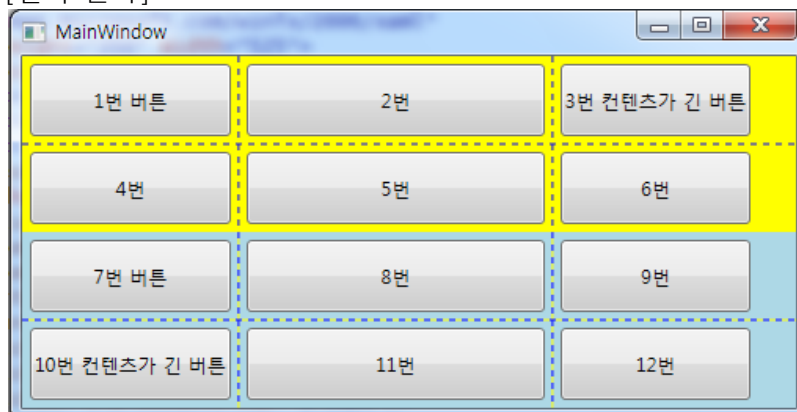 MainWindow
1번 버튼 2번 3번 컨텐츠가 긴 버튼
4번 5번 6번
7번 버튼 8번 9번
10번 컨텐츠가 긴 버튼 11번 12번